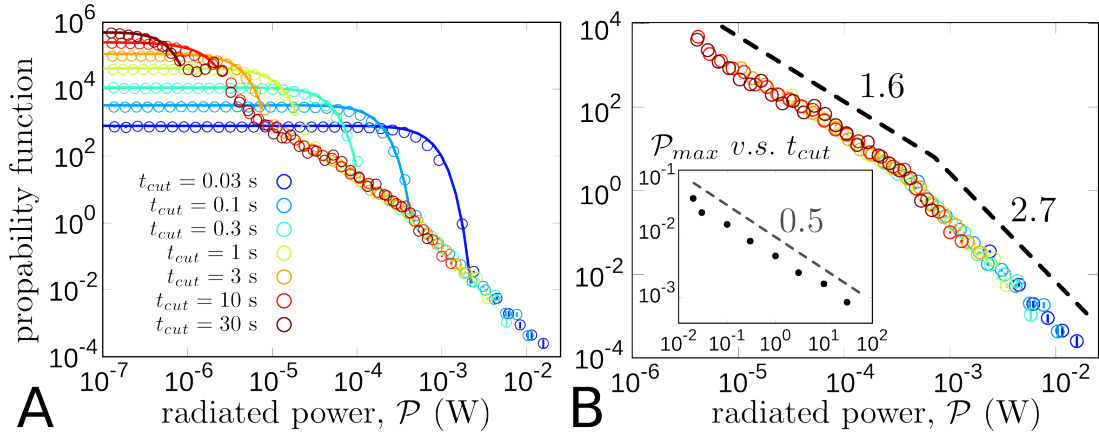 probability function
10^6
10^4
10^2
10^0
10^-2
10^-4
t_cut = 0.03 s
t_cut = 0.1 s
t_cut = 0.3 s
t_cut = 1 s
t_cut = 3 s
t_cut = 10 s
t_cut = 30 s
10^-7 10^-6 10^-5 10^-4 10^-3 10^-2
radiated power, 𝒫 (W)
A
10^4
10^2
10^0
10^-2
10^-4
1.6
2.7
𝒫_max v.s. t_cut
10^-1
10^-2
10^-3
0.5
10^-2 10^-1 10^0 10^1 10^2
10^-6 10^-5 10^-4 10^-3 10^-2
radiated power, 𝒫 (W)
B